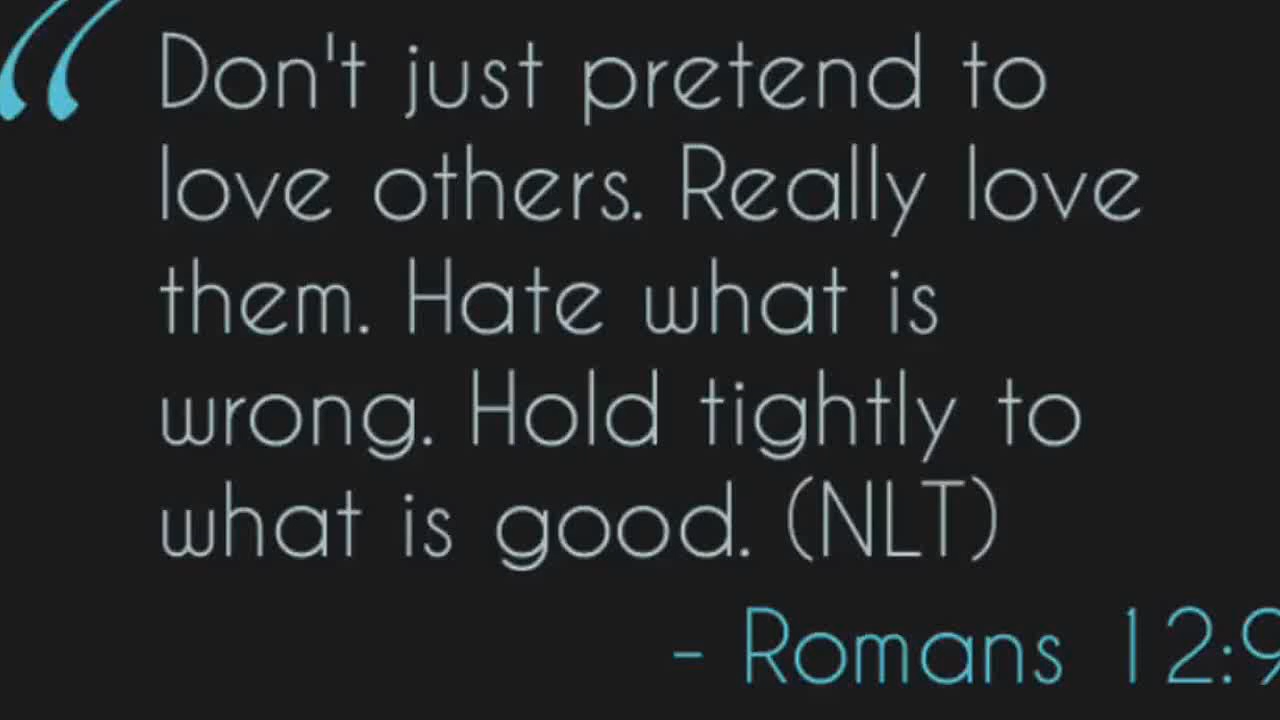 “Don't just pretend to
love others. Really love
them. Hate what is
wrong. Hold tightly to
what is good. (NLT)
- Romans 12:9